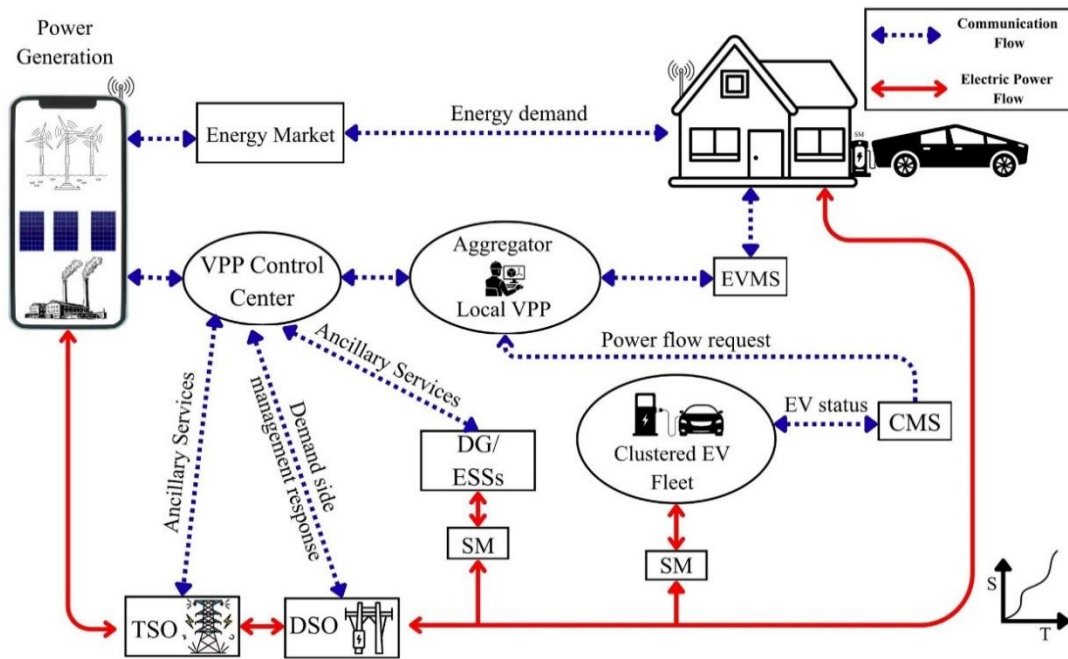 Power
Generation
Communication
Flow
Electric Power
Flow
Energy Market
Energy demand
SM
VPP Control
Center
Aggregator
Local VPP
EVMS
Ancillary Services
Power flow request
Ancillary Services
Demand side
management response
DG/
ESSs
Clustered EV
Fleet
EV status
CMS
SM
SM
TSO
DSO
S
T